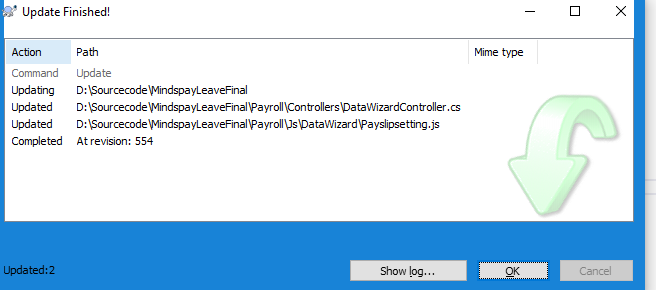 Update Finished!
Action Path Mime type
Command Update
Updating D:\Sourcecode\MindspayLeaveFinal
Updated D:\Sourcecode\MindspayLeaveFinal\Payroll\Controllers\DataWizardController.cs
Updated D:\Sourcecode\MindspayLeaveFinal\Payroll\Js\DataWizard\Payslipsetting.js
Completed At revision: 554
Updated:2 Show log... OK Cancel